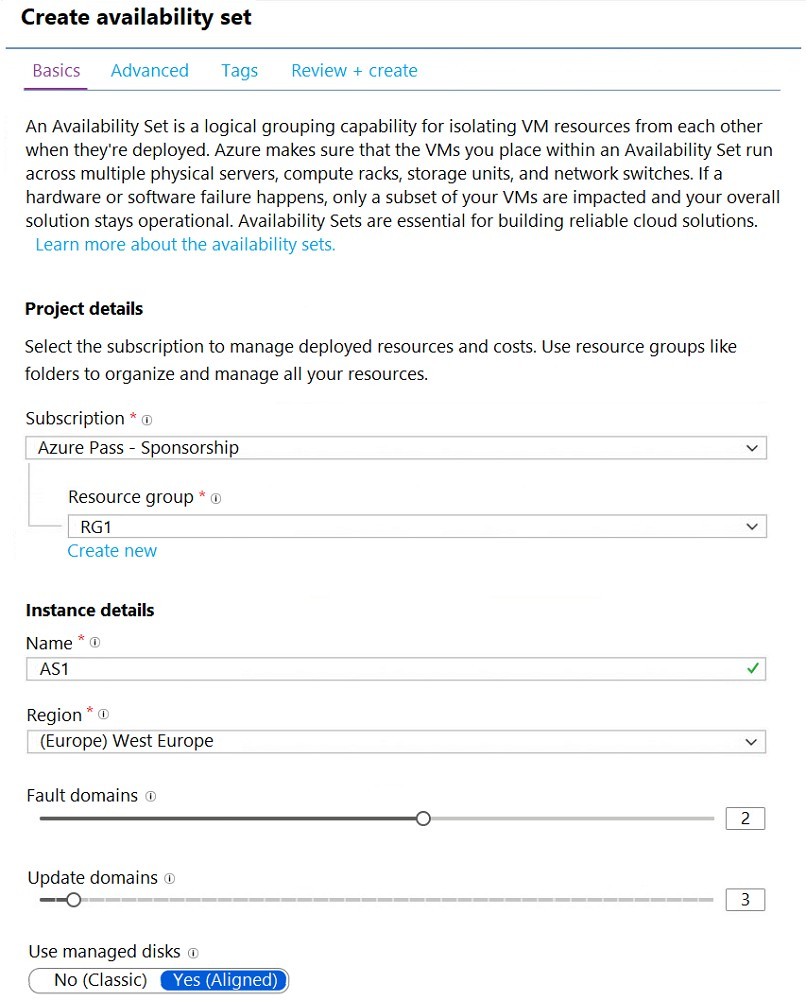 Create availability set
Basics Advanced Tags Review + create
An Availability Set is a logical grouping capability for isolating VM resources from each other
when they're deployed. Azure makes sure that the VMs you place within an Availability Set run
across multiple physical servers, compute racks, storage units, and network switches. If a
hardware or software failure happens, only a subset of your VMs are impacted and your overall
solution stays operational. Availability Sets are essential for building reliable cloud solutions.
Learn more about the availability sets.
Project details
Select the subscription to manage deployed resources and costs. Use resource groups like
folders to organize and manage all your resources.
Subscription *
Azure Pass - Sponsorship
Resource group *
RG1
Create new
Instance details
Name *
AS1
Region *
(Europe) West Europe
Fault domains
2
Update domains
3
Use managed disks
No (Classic) Yes (Aligned)